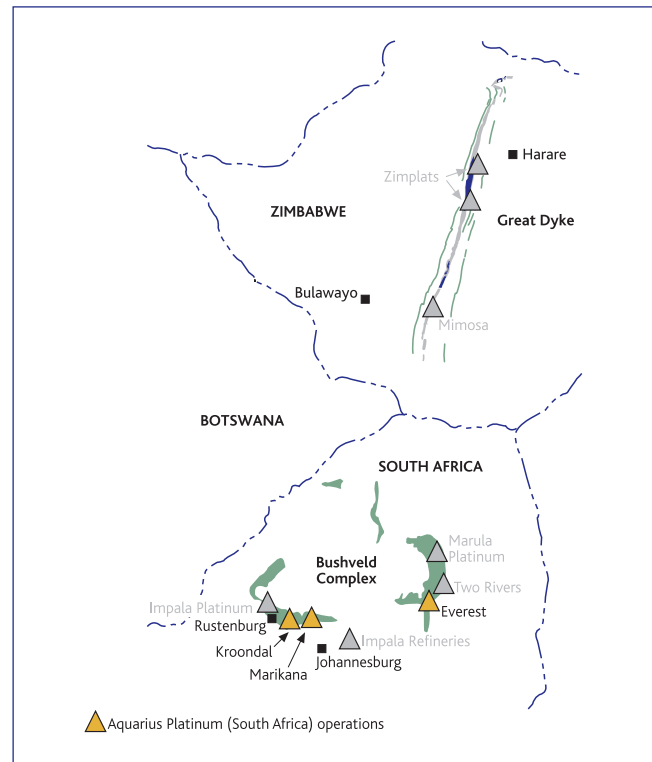 Harare
Zimplats
ZIMBABWE
Great Dyke
Bulawayo
Mimosa
BOTSWANA
SOUTH AFRICA
Marula
Platinum
Bushveld
Complex
Two Rivers
Impala Platinum
Everest
Rustenburg
Kroondal
Impala Refineries
Marikana
Johannesburg
Aquarius Platinum (South Africa) operations